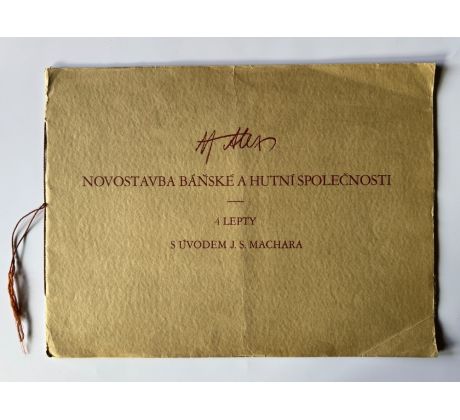 NOVOSTAVBA BÁŇSKÉ A HUTNÍ SPOLEČNOSTI
4 LEPTY
S ÚVODEM J. S. MACHARA